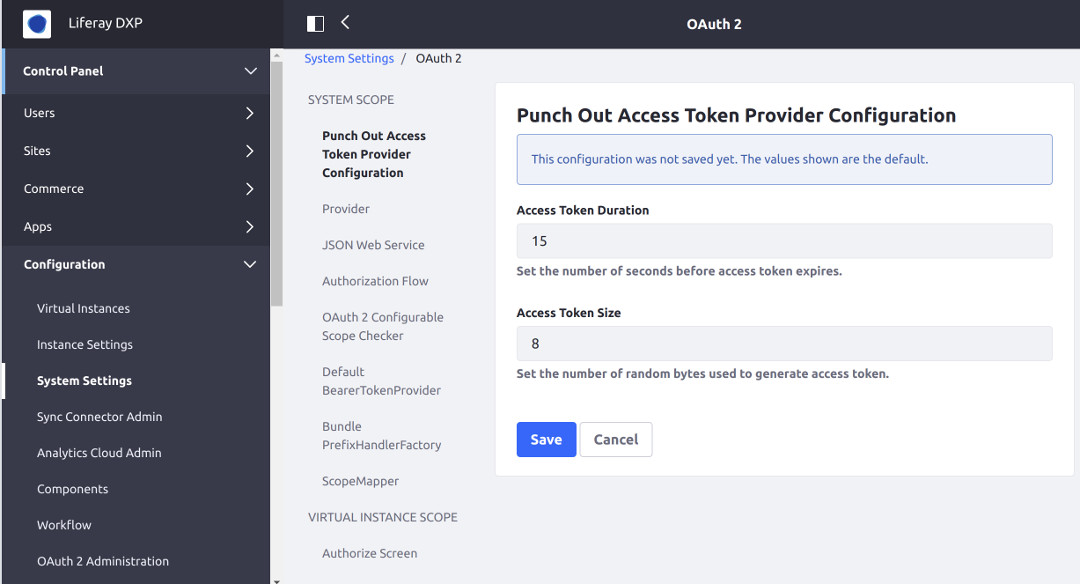 Liferay DXP
OAuth 2
Control Panel
Users
Sites
Commerce
Apps
Configuration
Virtual Instances
Instance Settings
System Settings
Sync Connector Admin
Analytics Cloud Admin
Components
Workflow
OAuth 2 Administration
System Settings / OAuth 2
SYSTEM SCOPE
Punch Out Access
Token Provider
Configuration
Provider
JSON Web Service
Authorization Flow
OAuth 2 Configurable
Scope Checker
Default
BearerTokenProvider
Bundle
PrefixHandlerFactory
ScopeMapper
VIRTUAL INSTANCE SCOPE
Authorize Screen
Punch Out Access Token Provider Configuration
This configuration was not saved yet. The values shown are the default.
Access Token Duration
15
Set the number of seconds before access token expires.
Access Token Size
8
Set the number of random bytes used to generate access token.
Save Cancel